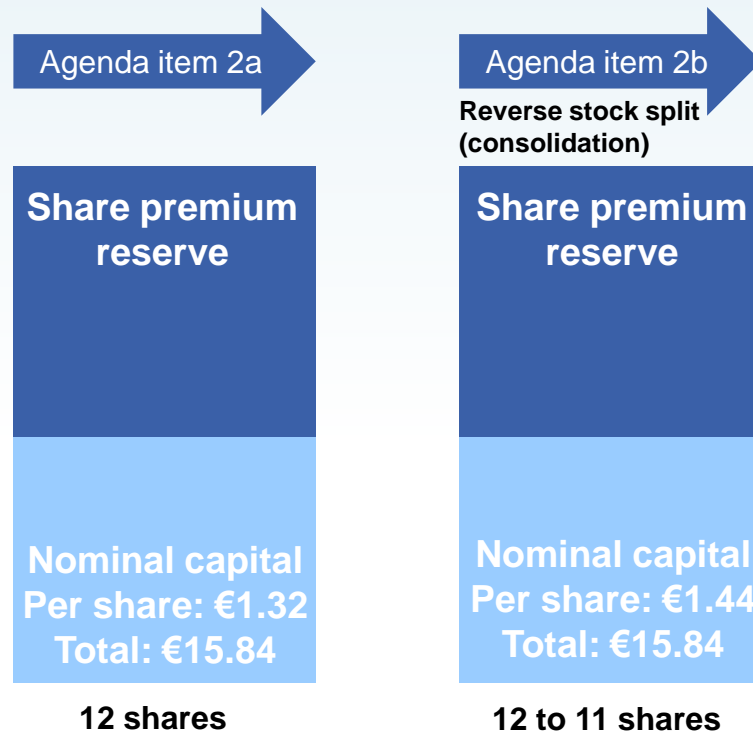 Agenda item 2a
Share premium
reserve
Nominal capital
Per share: €1.32
Total: €15.84
12 shares
Agenda item 2b
Reverse stock split
(consolidation)
Share premium
reserve
Nominal capital
Per share: €1.44
Total: €15.84
12 to 11 shares